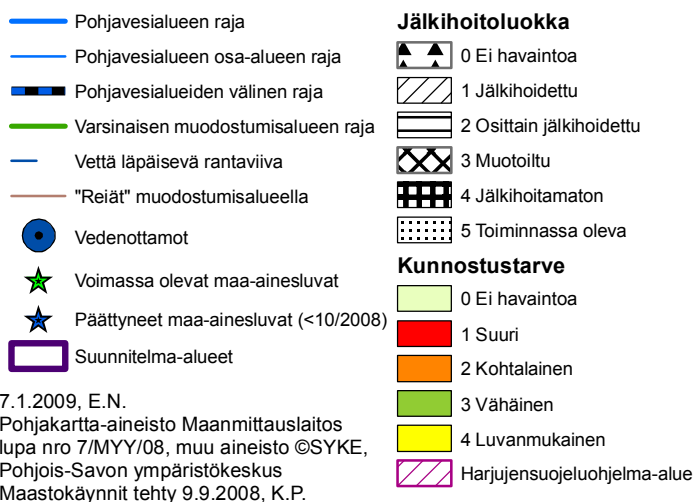 Pohjavesialueen raja
Pohjavesialueen osa-alueen raja
Pohjavesialueiden välinen raja
Varsinaisen muodostumisalueen raja
Vettä läpäisevä rantaviiva
"Reiät" muodostumisalueella
Vedenottamot
Voimassa olevat maa-ainesluvat
Päättyneet maa-ainesluvat (<10/2008)
Suunnitelma-alueet
7.1.2009, E.N.
Pohjakartta-aineisto Maanmittauslaitos
lupa nro 7/MYY/08, muu aineisto ©SYKE,
Pohjois-Savon ympäristökeskus
Maastokäynnit tehty 9.9.2008, K.P.
Jälkihoitoluokka
0 Ei havaintoa
1 Jälkihoidettu
2 Osittain jälkihoidettu
3 Muotoiltu
4 Jälkihoitamaton
5 Toiminnassa oleva
Kunnostustarve
0 Ei havaintoa
1 Suuri
2 Kohtalainen
3 Vähäinen
4 Luvanmukainen
Harjujensuojeluohjelma-alue